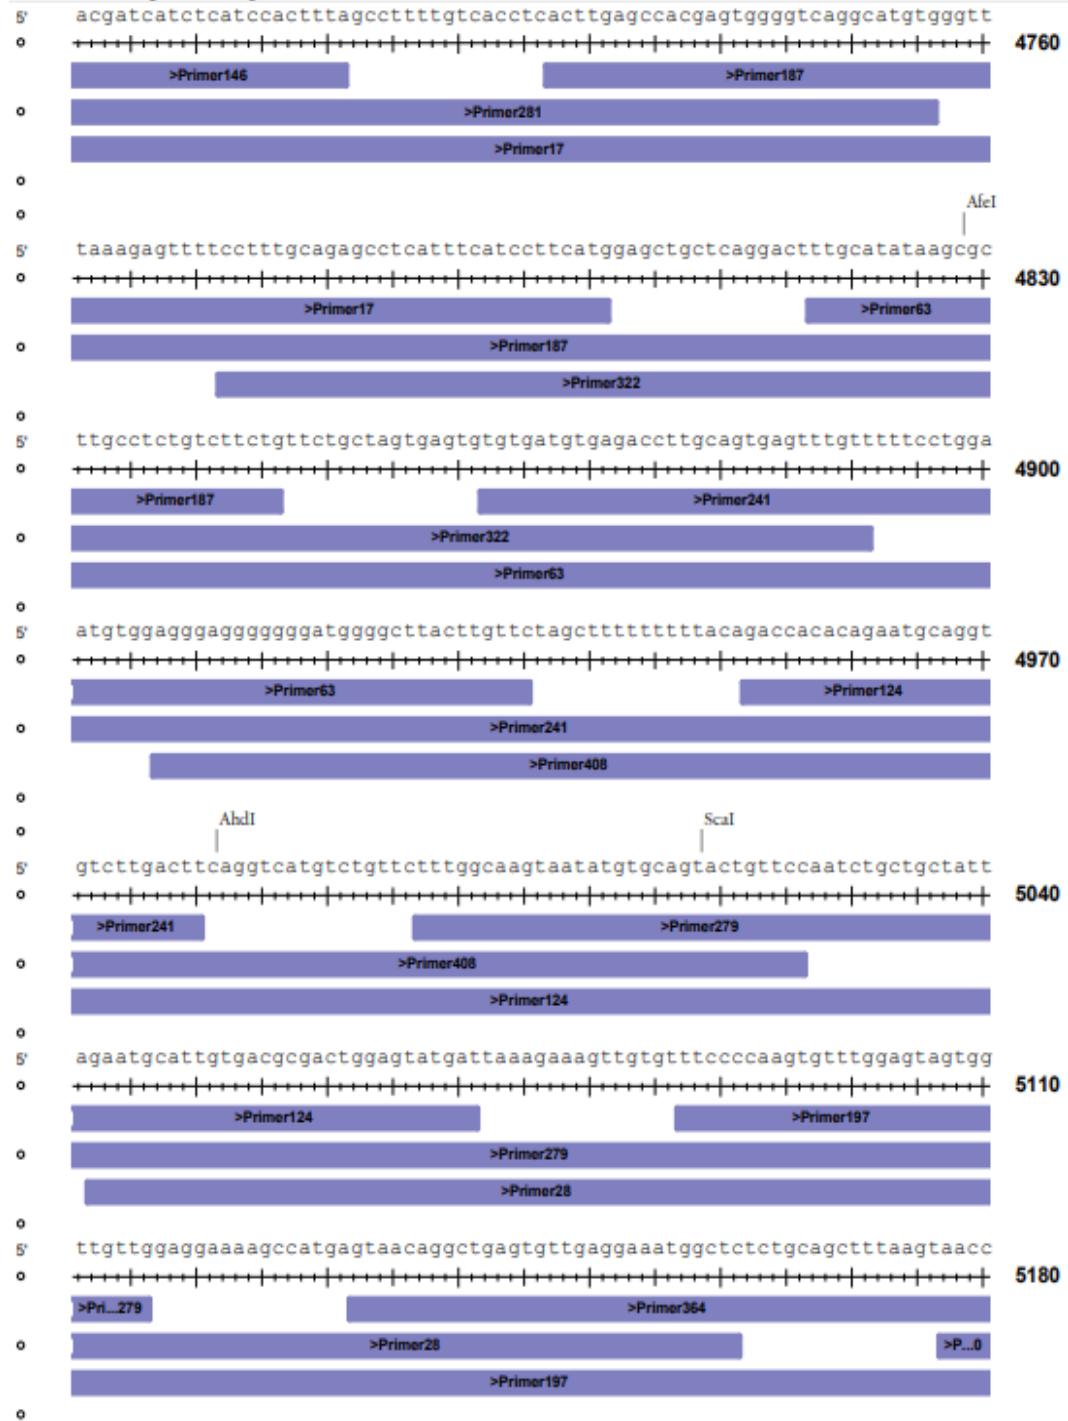 5' acgatcatctcatccactttagccttttgtcacctcacttgagccacgagtggggtcaggcatgtgggtt
4760
>Primer146 >Primer187
>Primer281
>Primer17
AfeI
5' taaagagttttcctttgcagagcctcatttcatccttcatggagctgctcaggactttgcatataagcgc
4830
>Primer17 >Primer63
>Primer187
>Primer322
5' ttgcctctgtcttctgttctgctagtgagtgtgtgatgtgagaccttgcagtgagtttgtttttcctgga
4900
>Primer187 >Primer241
>Primer322
>Primer63
5' atgtggagggaggggggggatggggcttacttgttctagctttttttttacagaccacacagaatgcaggt
4970
>Primer63 >Primer124
>Primer241
>Primer408
AhdI ScaI
5' gtcttgacttcaggtcatgtctgttctttggcaagtaatatgtgcagtactgttccaatctgctgctatt
5040
>Primer241 >Primer279
>Primer408
>Primer124
5' agaatgcattgtgacgcgactggagtatgattaaagaaagttgtgtttccccaagtgtttggagtagtgg
5110
>Primer124 >Primer197
>Primer279
>Primer28
5' ttgttggaggaaaagccatgagtaacaggctgagtgttgaggaaatggctctctgcagctttaagtaacc
5180
>Pri...279 >Primer364
>Primer28 >P...0
>Primer197